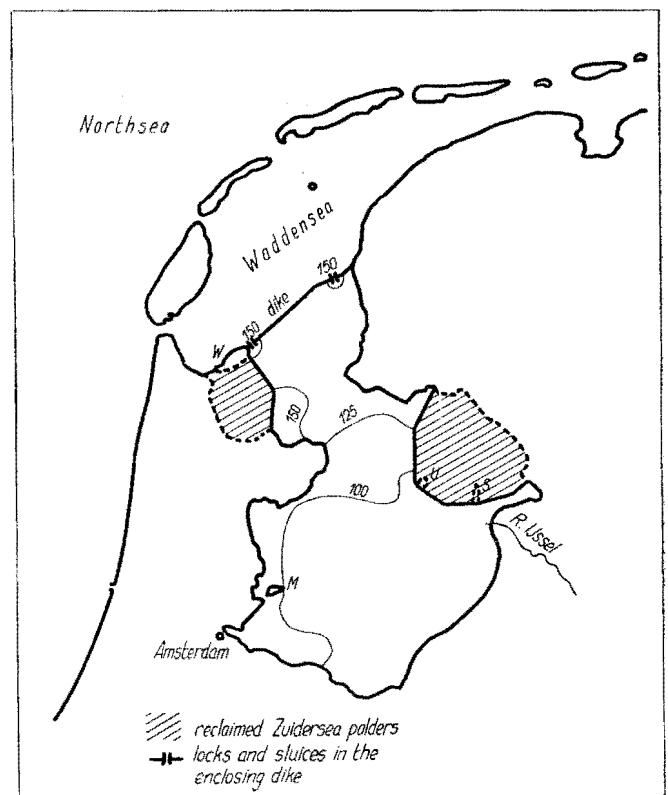 Northsea
Waddensea
150
dike
150
W
150
125
U
S
100
R. IJssel
M
Amsterdam
reclaimed Zuidersea polders
locks and sluices in the
enclosing dike